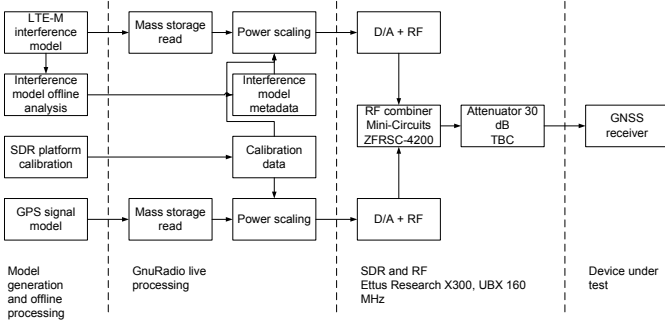 LTE-M
interference
model
Mass storage
read
Power scaling
D/A + RF
Interference
model offline
analysis
Interference
model
metadata
RF combiner
Mini-Circuits
ZFRSC-4200
Attenuator 30
dB
TBC
GNSS
receiver
SDR platform
calibration
Calibration
data
GPS signal
model
Mass storage
read
Power scaling
D/A + RF
Model
generation
and offline
processing
GnuRadio live
processing
SDR and RF
Ettus Research X300, UBX 160
MHz
Device under
test